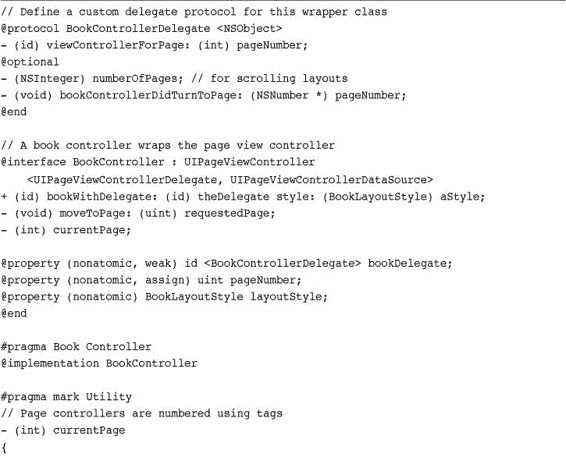 // Define a custom delegate protocol for this wrapper class
@protocol BookControllerDelegate <NSObject>
- (id) viewControllerForPage: (int) pageNumber;
@optional
- (NSInteger) numberOfPages; // for scrolling layouts
- (void) bookControllerDidTurnToPage: (NSNumber *) pageNumber;
@end

// A book controller wraps the page view controller
@interface BookController : UIPageViewController
    <UIPageViewControllerDelegate, UIPageViewControllerDataSource>
+ (id) bookWithDelegate: (id) theDelegate style: (BookLayoutStyle) aStyle;
- (void) moveToPage: (uint) requestedPage;
- (int) currentPage;

@property (nonatomic, weak) id <BookControllerDelegate> bookDelegate;
@property (nonatomic, assign) uint pageNumber;
@property (nonatomic) BookLayoutStyle layoutStyle;
@end

#pragma Book Controller
@implementation BookController

#pragma mark Utility
// Page controllers are numbered using tags
- (int) currentPage
{